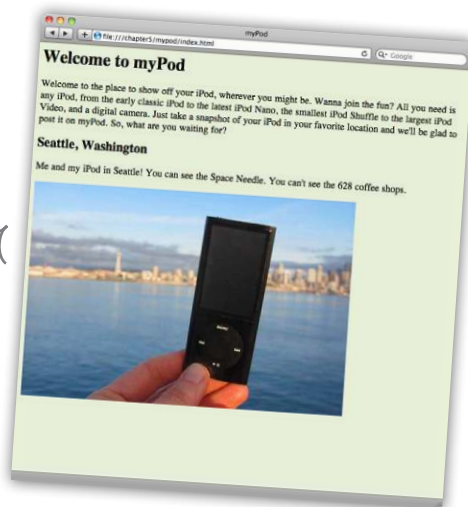 myPod
file:///chapter5/mypod/index.html
Google
Welcome to myPod
Welcome to the place to show off your iPod, wherever you might be. Wanna join the fun? All you need is
any iPod, from the early classic iPod to the latest iPod Nano, the smallest iPod Shuffle to the largest iPod
Video, and a digital camera. Just take a snapshot of your iPod in your favorite location and we'll be glad to
post it on myPod. So, what are you waiting for?
Seattle, Washington
Me and my iPod in Seattle! You can see the Space Needle. You can't see the 628 coffee shops.
MENU